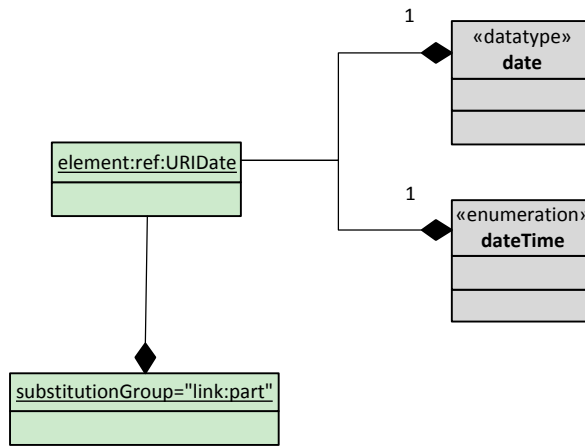 1
«datatype»
date
element:ref:URIDate
1
«enumeration»
dateTime
substitutionGroup="link:part"